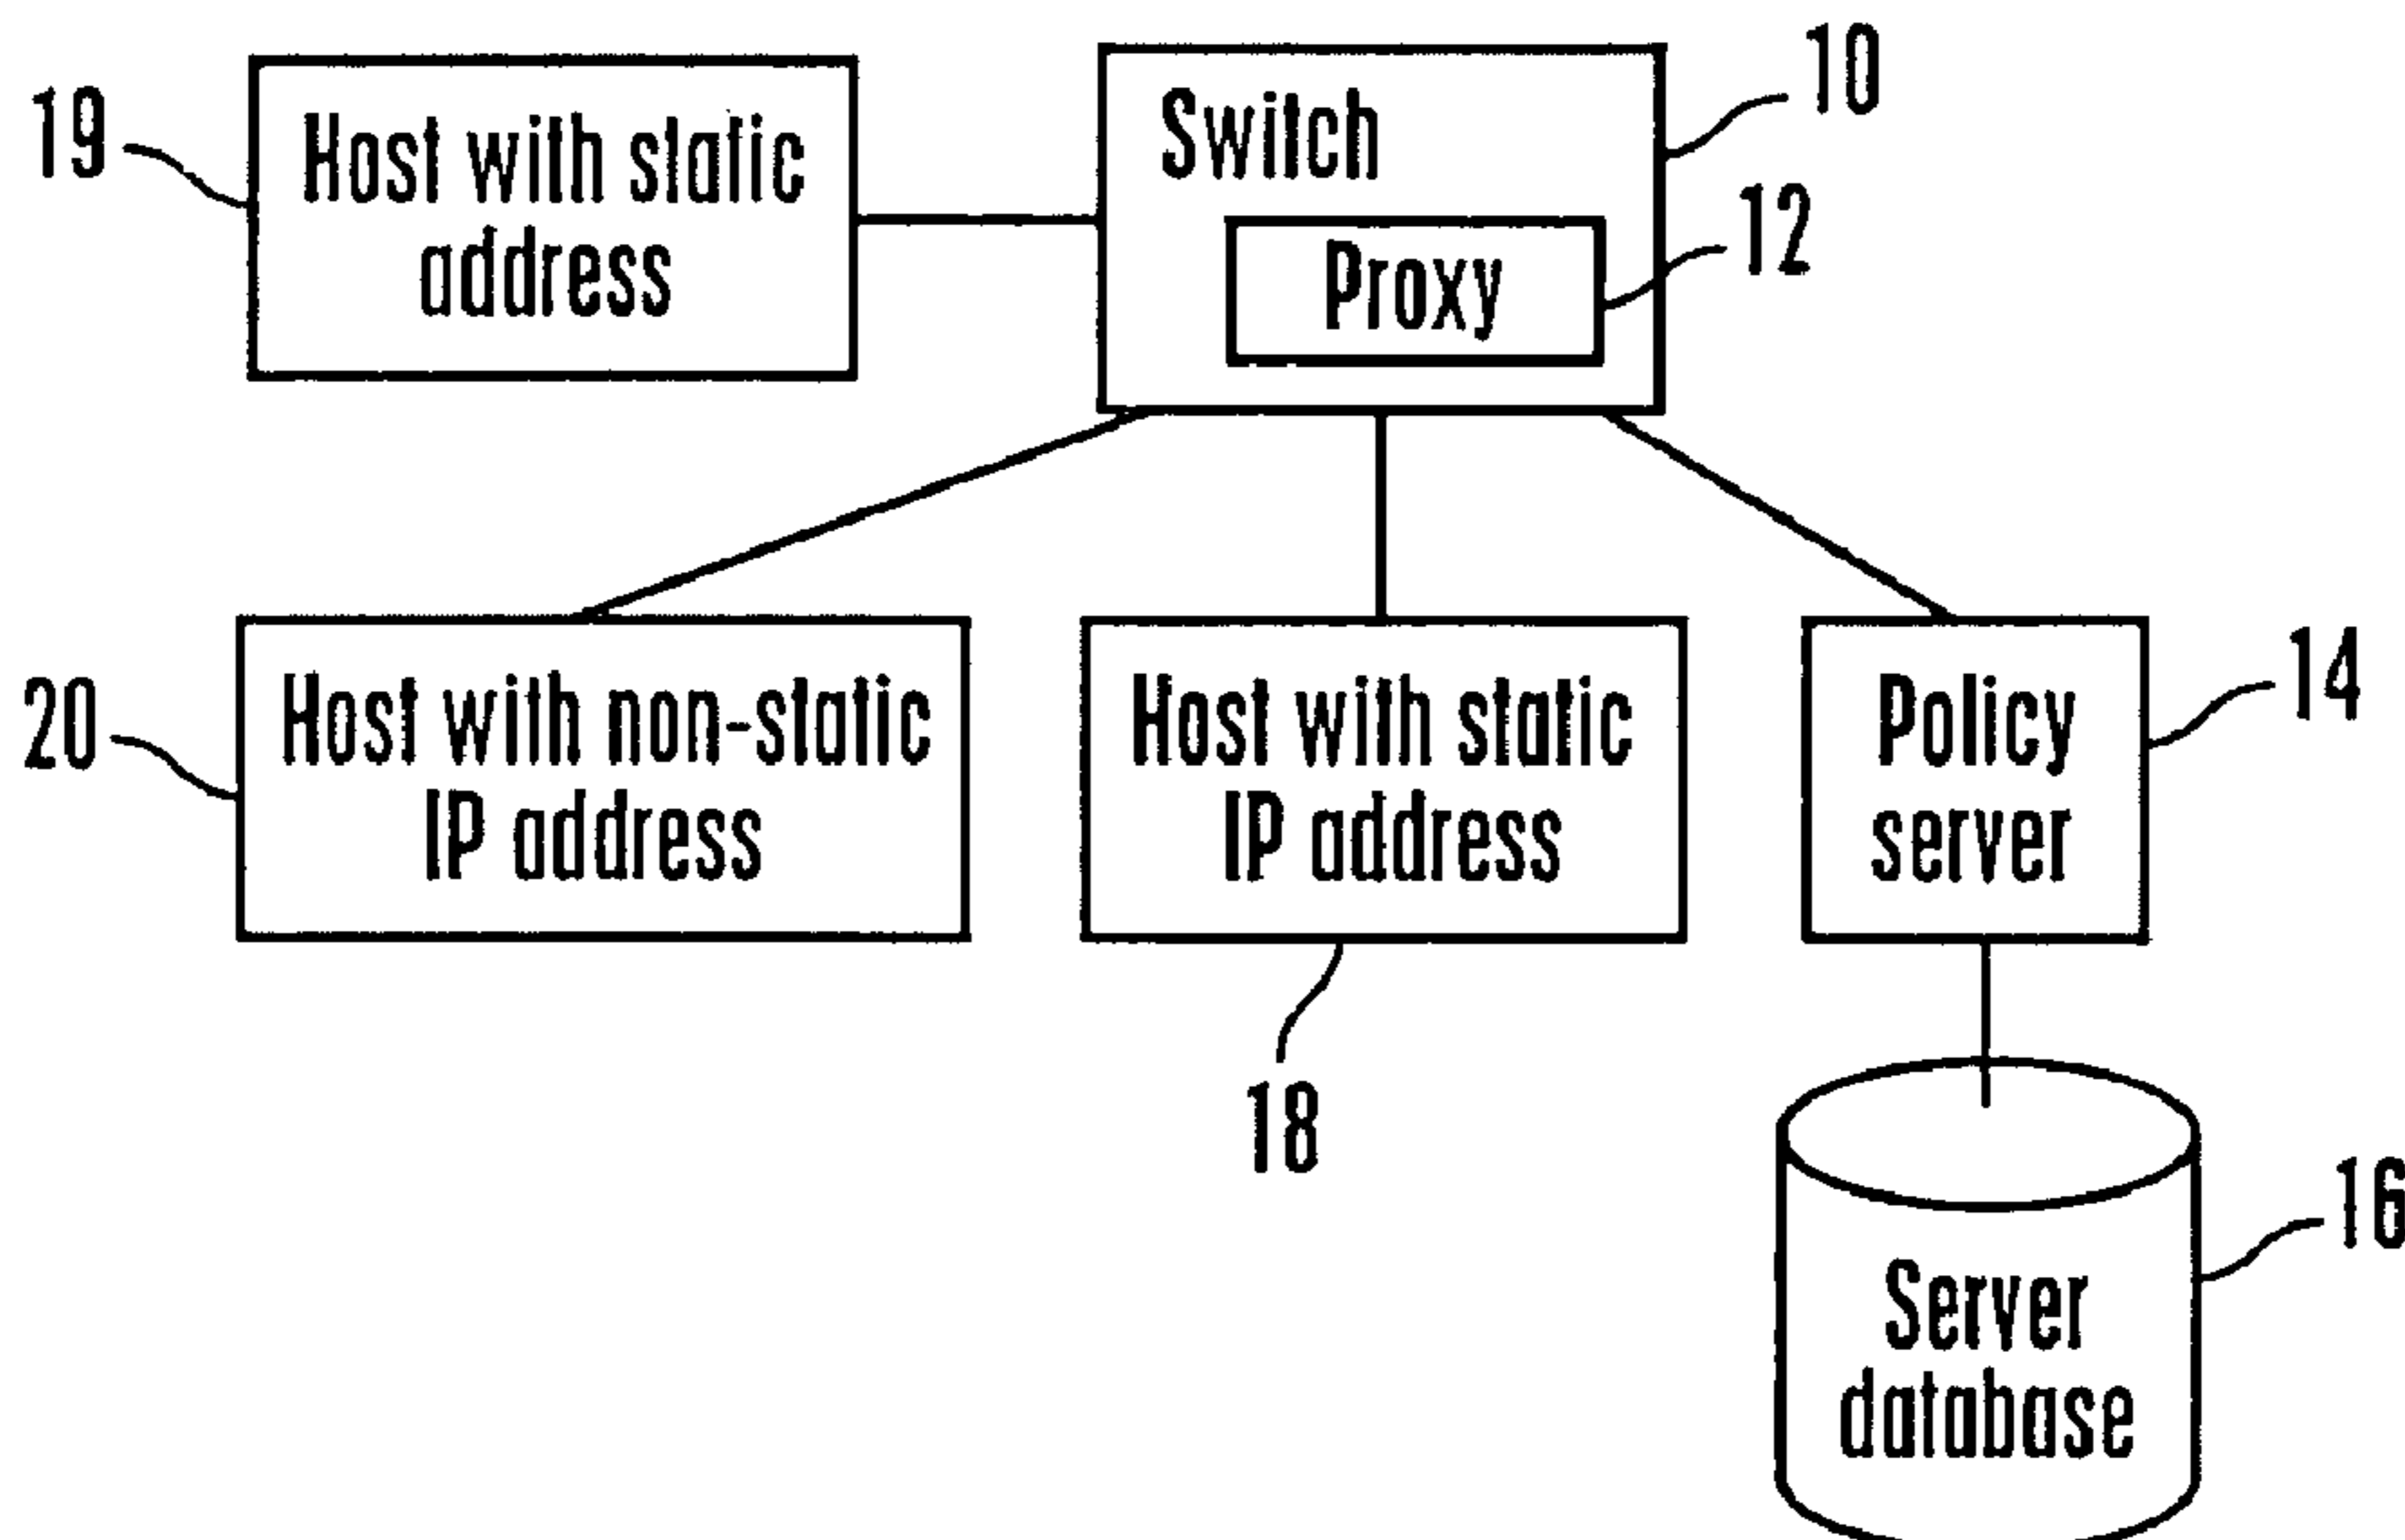 19
Host with static
address
Switch
10
Proxy
12
20
Host with non-static
IP address
Host with static
IP address
18
Policy
server
14
Server
database
16